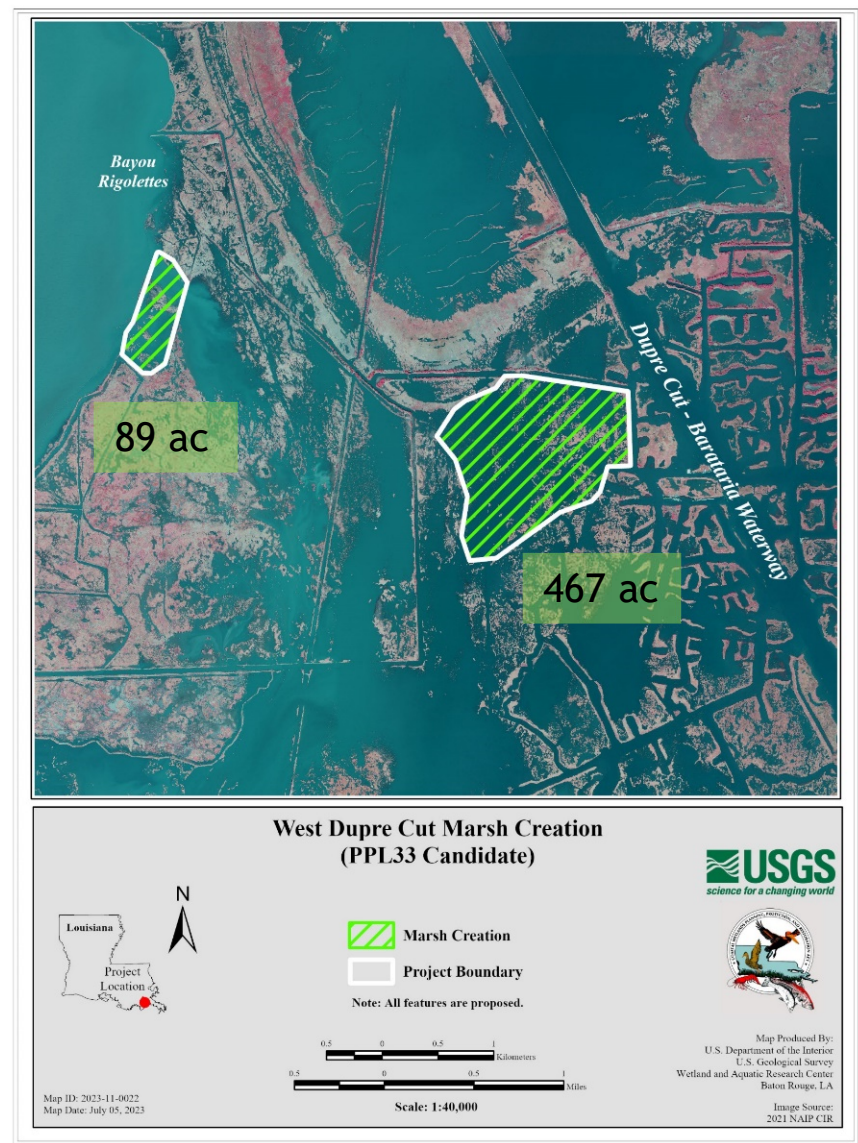 Bayou
Rigolettes
Dupre Cut - Barataria Waterway
89 ac
467 ac
West Dupre Cut Marsh Creation
(PPL33 Candidate)
USGS
science for a changing world
N
Louisiana
Project
Location
Marsh Creation
Project Boundary
Note: All features are proposed.
0.5 0 0.5 1
Kilometers
0.5 0 0.5 1
Miles
Scale: 1:40,000
Map ID: 2023-11-0022
Map Date: July 05, 2023
Map Produced By:
U.S. Department of the Interior
U.S. Geological Survey
Wetland and Aquatic Research Center
Baton Rouge, LA
Image Source:
2021 NAIP CIR